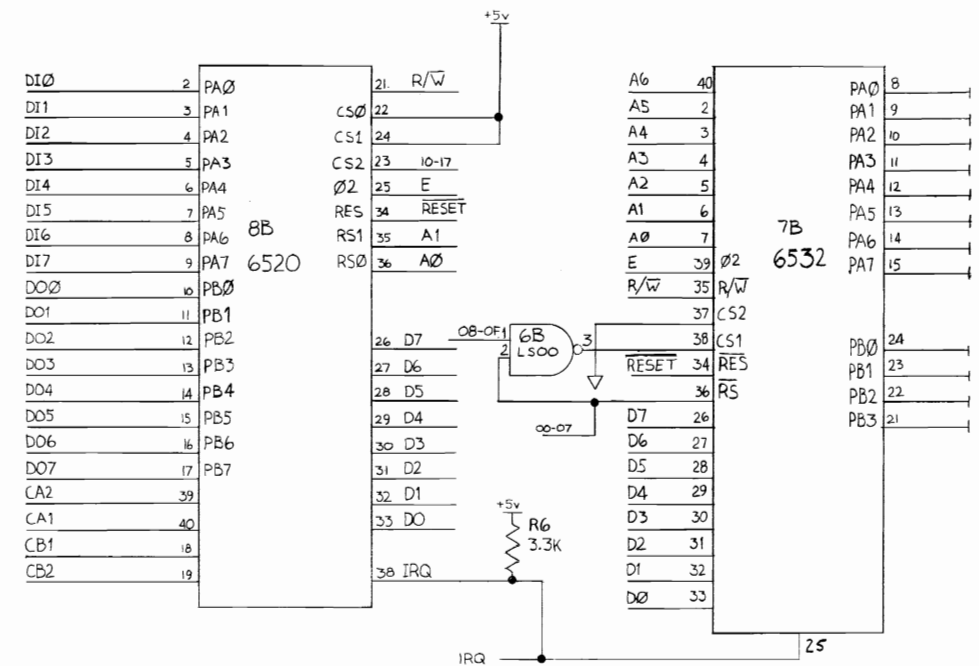 +5v
DIØ 2 PAØ
DI1 3 PA1
DI2 4 PA2
DI3 5 PA3
DI4 6 PA4
DI5 7 PA5
DI6 8 PA6
DI7 9 PA7
DOØ 10 PBØ
DO1 11 PB1
DO2 12 PB2
DO3 13 PB3
DO4 14 PB4
DO5 15 PB5
DO6 16 PB6
DO7 17 PB7
CA2 39
CA1 40
CB1 18
CB2 19
8B
6520
21. R/W̅
CSØ 22
CS1 24
CS2 23 10-17
Ø2 25 E
RES 34 R̅E̅S̅E̅T̅
RS1 35 A1
RSØ 36 AØ
26 D7
27 D6
28 D5
29 D4
30 D3
31 D2
32 D1
33 DO
38 IRQ
+5v
R6
3.3K
IRQ
08-0F 1
2
6B
LS00
3
00-07
A6 40
A5 2
A4 3
A3 4
A2 5
A1 6
AØ 7
E 39 Ø2
R/W̅ 35 R/W̅
37 CS2
38 CS1
R̅E̅S̅E̅T̅ 34 R̅E̅S̅
36 R̅S̅
D7 26
D6 27
D5 28
D4 29
D3 30
D2 31
D1 32
DØ 33
7B
6532
PAØ 8
PA1 9
PA2 10
PA3 11
PA4 12
PA5 13
PA6 14
PA7 15
PBØ 24
PB1 23
PB2 22
PB3 21
25